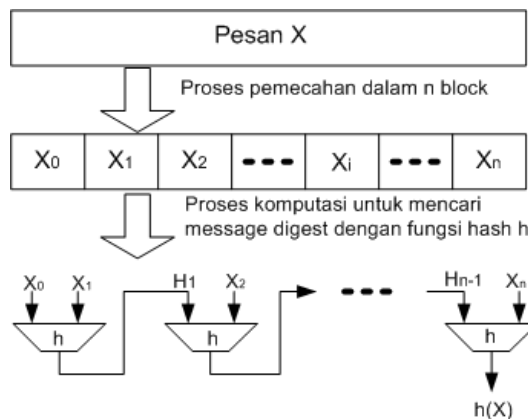 Pesan X
Proses pemecahan dalam n block
X0 X1 X2 Xi Xn
Proses komputasi untuk mencari
message digest dengan fungsi hash h
X0 X1 H1 X2 Hn-1 Xn
h h h
h(X)